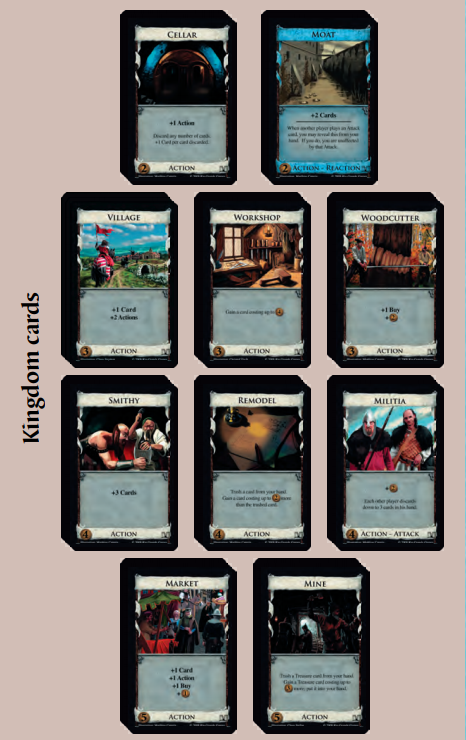 Kingdom cards
CELLAR
+1 Action
Discard any number of cards.
+1 Card per card discarded.
2 ACTION
MOAT
+2 Cards
When another player plays an Attack
card, you may reveal this from your
hand. If you do, you are unaffected
by that Attack.
2 ACTION - REACTION
VILLAGE
+1 Card
+2 Actions
3 ACTION
WORKSHOP
Gain a card costing up to 4
3 ACTION
WOODCUTTER
+1 Buy
+2
3 ACTION
SMITHY
+3 Cards
4 ACTION
REMODEL
Trash a card from your hand.
Gain a card costing up to 2 more
than the trashed card.
4 ACTION
MILITIA
+2
Each other player discards
down to 3 cards in his hand.
4 ACTION - ATTACK
MARKET
+1 Card
+1 Action
+1 Buy
+1
5 ACTION
MINE
Trash a Treasure card from your hand.
Gain a Treasure card costing up to
3 more; put it into your hand.
5 ACTION